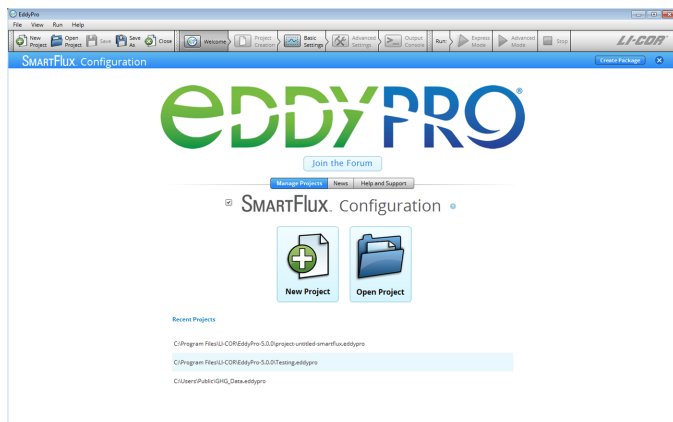 EddyPro
File View Run Help
New Project Open Project Save Save As Close Welcome Project Creation Basic Settings Advanced Settings Output Console Run: Express Mode Advanced Mode Stop LI-COR
SMARTFLUX™ Configuration Create Package
EDDYPRO®
Join the Forum
Manage Projects News Help and Support
SMARTFLUX™ Configuration
New Project Open Project
Recent Projects
C:\Program Files\LI-COR\EddyPro-5.0.0\project-untitled-smartflux.eddypro
C:\Program Files\LI-COR\EddyPro-5.0.0\Testing.eddypro
C:\Users\Public\GHG_Data.eddypro